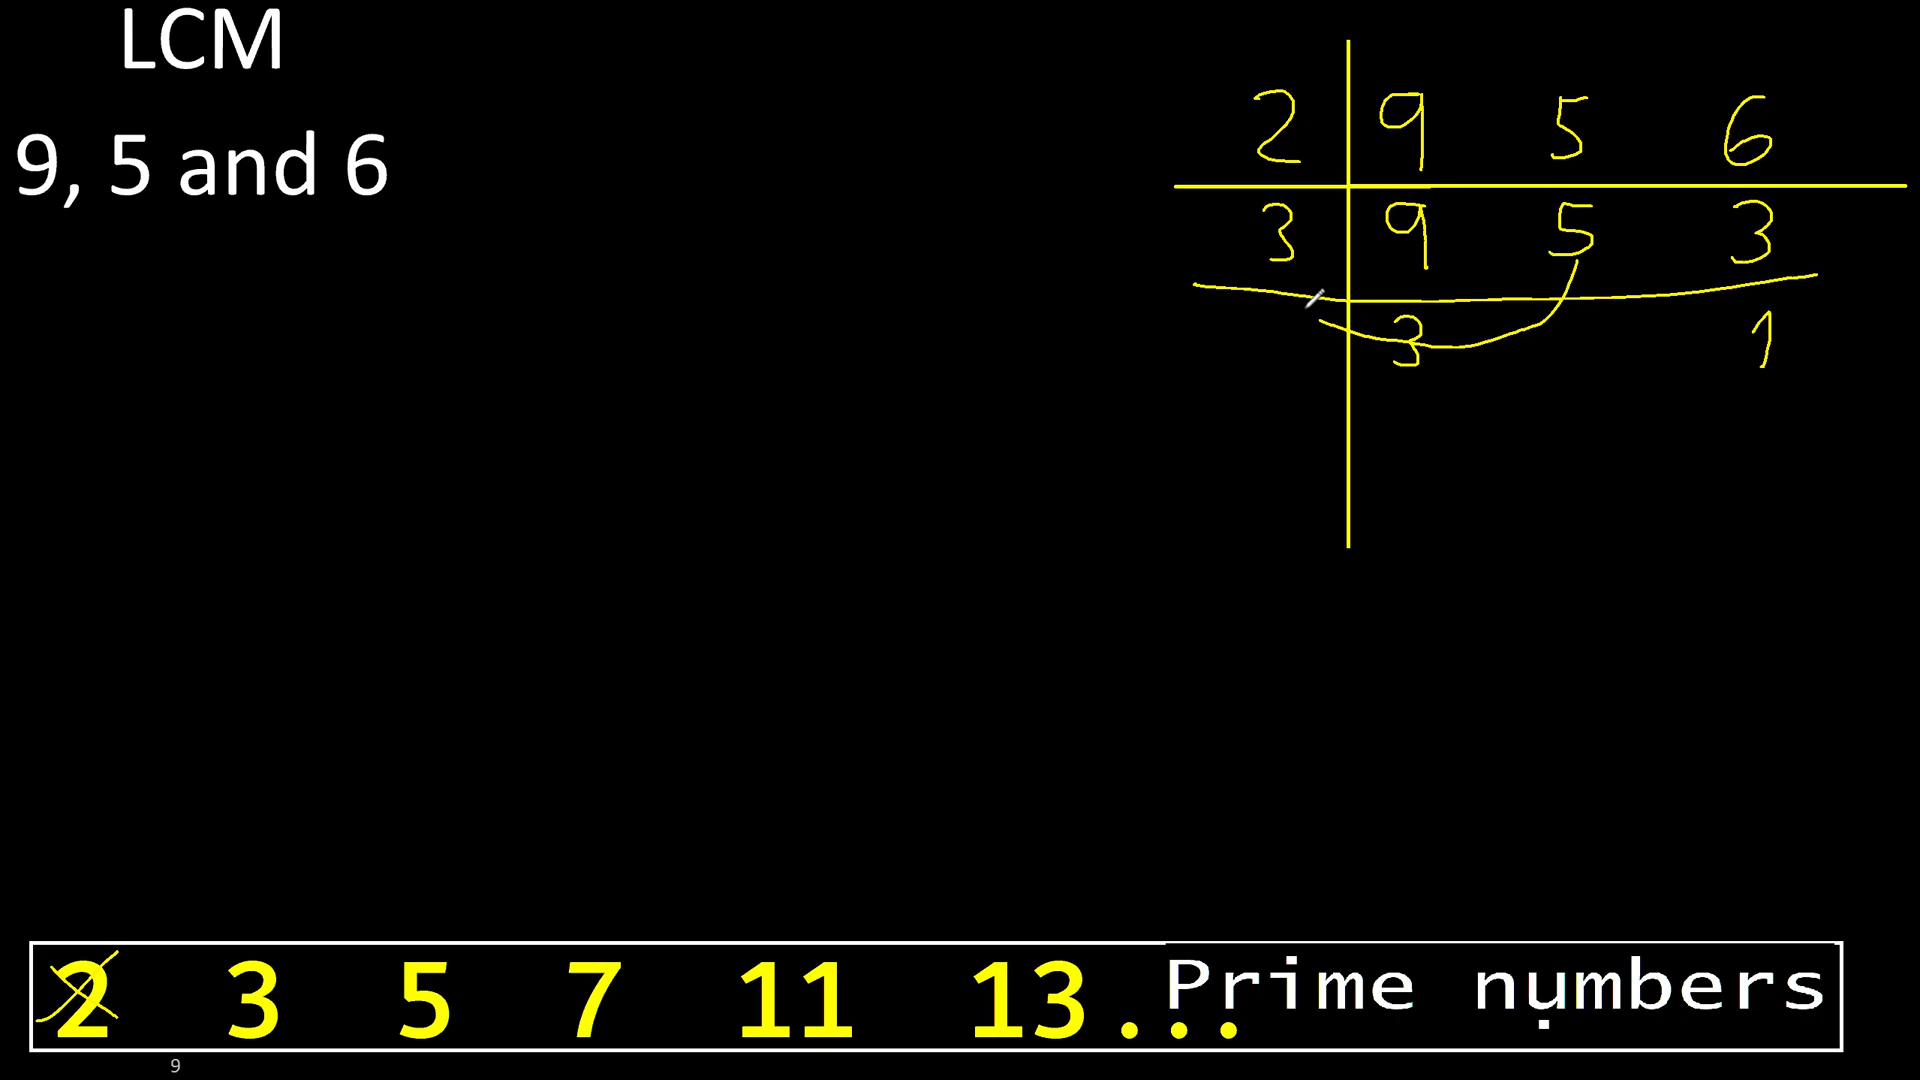 LCM
9, 5 and 6
2 9 5 6
3 9 5 3
3 1
2 3 5 7 11 13... Prime numbers
9